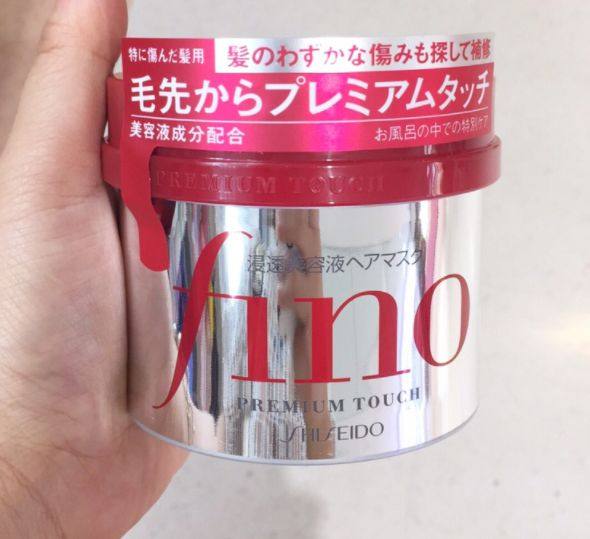 特に傷んだ髪用
髪のわずかな傷みも探して補修
毛先からプレミアムタッチ
美容液成分配合
お風呂の中での特別ケア
PREMIUM TOUCH
浸透美容液ヘアマスク
fino
PREMIUM TOUCH
SHISEIDO